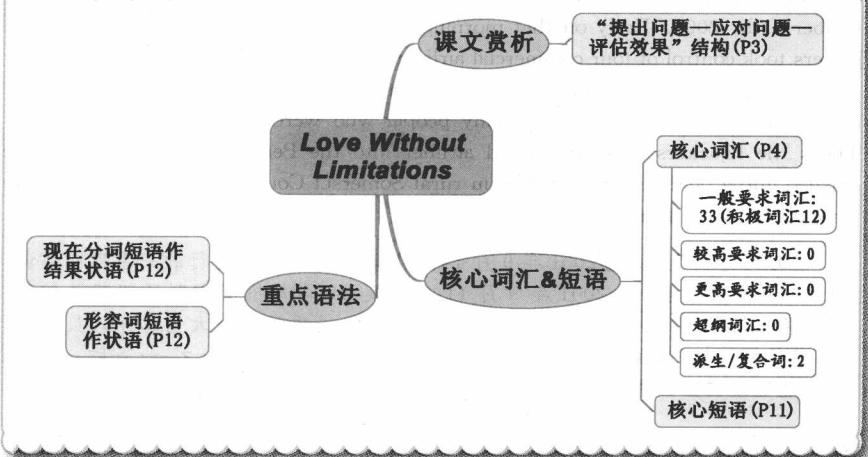 课文赏析
“提出问题—应对问题—
评估效果”结构(P3)
Love Without
Limitations
核心词汇(P4)
一般要求词汇:
33(积极词汇12)
较高要求词汇:0
更高要求词汇:0
超纲词汇:0
派生/复合词:2
核心词汇&短语
核心短语(P11)
现在分词短语作
结果状语(P12)
重点语法
形容词短语
作状语(P12)